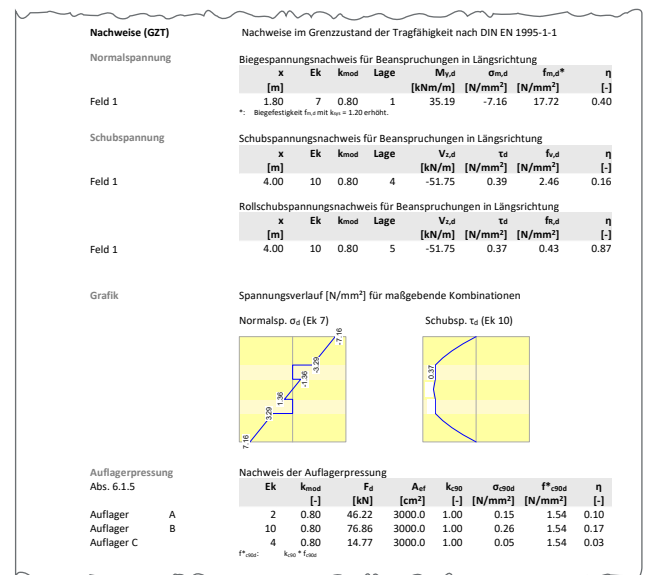 Nachweise (GZT) Nachweise im Grenzzustand der Tragfähigkeit nach DIN EN 1995-1-1
Normalspannung Biegespannungsnachweis für Beanspruchungen in Längsrichtung
x Ek kmod Lage My,d σm,d fm,d* η
[m] [kNm/m] [N/mm²] [N/mm²] [-]
Feld 1 1.80 7 0.80 1 35.19 -7.16 17.72 0.40
*: Biegefestigkeit fm,d mit ksys = 1.20 erhöht.
Schubspannung Schubspannungsnachweis für Beanspruchungen in Längsrichtung
x Ek kmod Lage Vz,d τd fv,d η
[m] [kN/m] [N/mm²] [N/mm²] [-]
Feld 1 4.00 10 0.80 4 -51.75 0.39 2.46 0.16
Rollschubspannungsnachweis für Beanspruchungen in Längsrichtung
x Ek kmod Lage Vz,d τd fR,d η
[m] [kN/m] [N/mm²] [N/mm²] [-]
Feld 1 4.00 10 0.80 5 -51.75 0.37 0.43 0.87
Grafik Spannungsverlauf [N/mm²] für maßgebende Kombinationen
Normalsp. σd (Ek 7) Schubsp. τd (Ek 10)
-7.16
-3.29
-1.36
1.36
3.29
7.16
0.37
Auflagerpressung Nachweis der Auflagerpressung
Abs. 6.1.5 Ek kmod Fd Aef kc90 σc90d f*c90d η
[-] [kN] [cm²] [-] [N/mm²] [N/mm²] [-]
Auflager A 2 0.80 46.22 3000.0 1.00 0.15 1.54 0.10
Auflager B 10 0.80 76.86 3000.0 1.00 0.26 1.54 0.17
Auflager C 4 0.80 14.77 3000.0 1.00 0.05 1.54 0.03
f*c90d: kc90 * fc90d